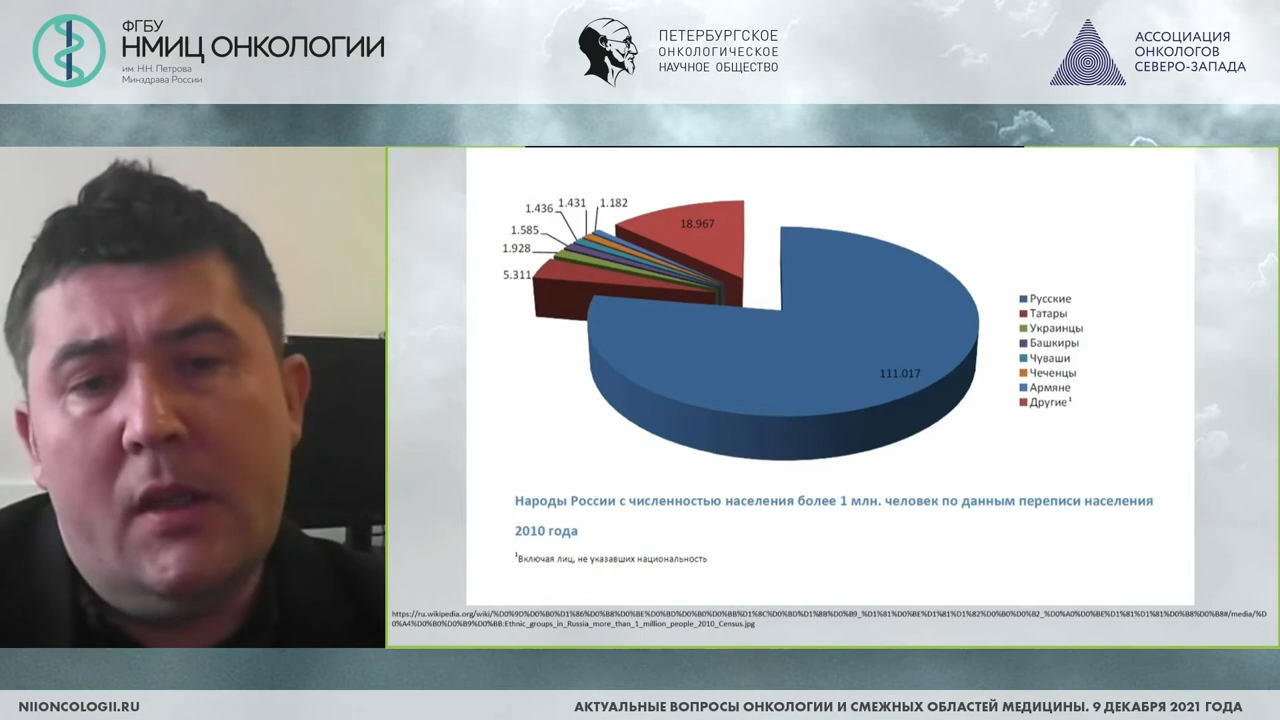 ФГБУ
НМИЦ ОНКОЛОГИИ
им. Н.Н. Петрова
Минздрава России
ПЕТЕРБУРГСКОЕ
ОНКОЛОГИЧЕСКОЕ
НАУЧНОЕ ОБЩЕСТВО
АССОЦИАЦИЯ
ОНКОЛОГОВ
СЕВЕРО-ЗАПАДА
1.436
1.431
1.182
1.585
1.928
5.311
18.967
111.017
Русские
Татары
Украинцы
Башкиры
Чуваши
Чеченцы
Армяне
Другие¹
Народы России с численностью населения более 1 млн. человек по данным переписи населения
2010 года
¹Включая лиц, не указавших национальность
NIIONCOLOGII.RU
АКТУАЛЬНЫЕ ВОПРОСЫ ОНКОЛОГИИ И СМЕЖНЫХ ОБЛАСТЕЙ МЕДИЦИНЫ. 9 ДЕКАБРЯ 2021 ГОДА